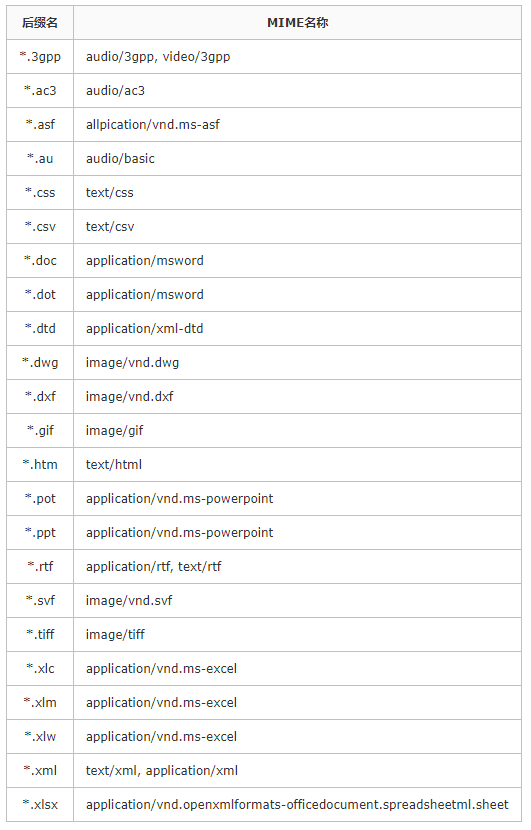 后缀名 MIME名称
*.3gpp audio/3gpp, video/3gpp
*.ac3 audio/ac3
*.asf allpication/vnd.ms-asf
*.au audio/basic
*.css text/css
*.csv text/csv
*.doc application/msword
*.dot application/msword
*.dtd application/xml-dtd
*.dwg image/vnd.dwg
*.dxf image/vnd.dxf
*.gif image/gif
*.htm text/html
*.pot application/vnd.ms-powerpoint
*.ppt application/vnd.ms-powerpoint
*.rtf application/rtf, text/rtf
*.svf image/vnd.svf
*.tiff image/tiff
*.xlc application/vnd.ms-excel
*.xlm application/vnd.ms-excel
*.xlw application/vnd.ms-excel
*.xml text/xml, application/xml
*.xlsx application/vnd.openxmlformats-officedocument.spreadsheetml.sheet